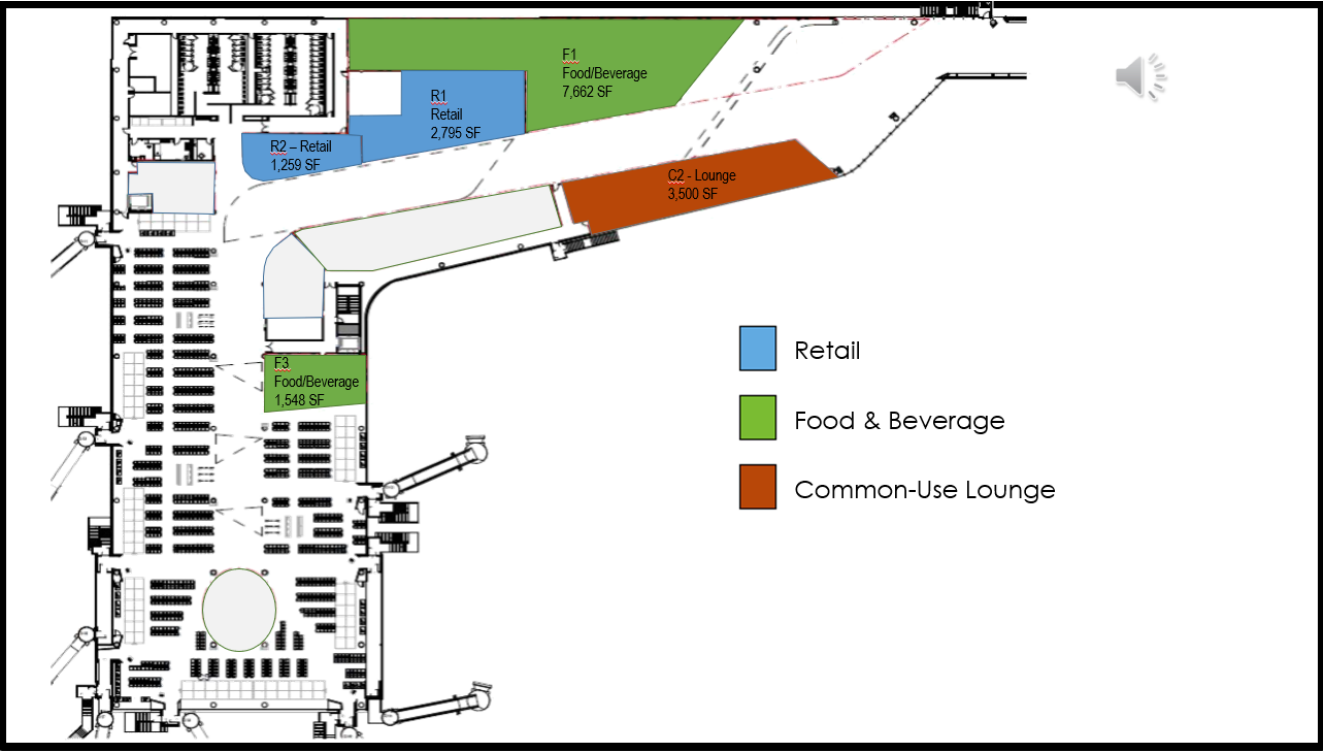 F1
Food/Beverage
7,662 SF
R1
Retail
2,795 SF
R2 – Retail
1,259 SF
C2 - Lounge
3,500 SF
F3
Food/Beverage
1,548 SF
Retail
Food & Beverage
Common-Use Lounge